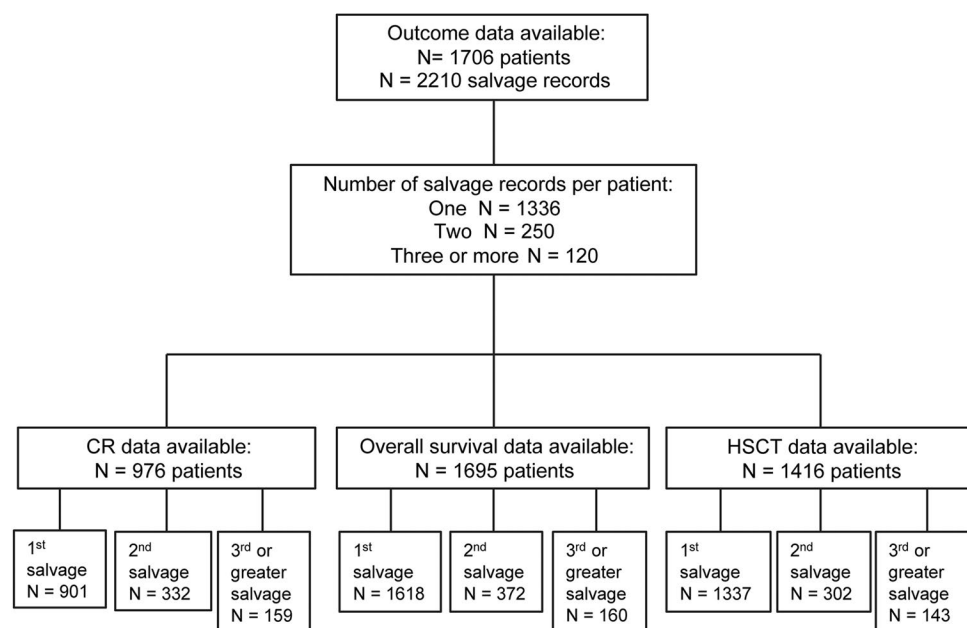 Outcome data available:
N= 1706 patients
N = 2210 salvage records
Number of salvage records per patient:
One N = 1336
Two N = 250
Three or more N = 120
CR data available:
N = 976 patients
Overall survival data available:
N = 1695 patients
HSCT data available:
N = 1416 patients
1st
salvage
N = 901
2nd
salvage
N = 332
3rd or
greater
salvage
N = 159
1st
salvage
N = 1618
2nd
salvage
N = 372
3rd or
greater
salvage
N = 160
1st
salvage
N = 1337
2nd
salvage
N = 302
3rd or
greater
salvage
N = 143